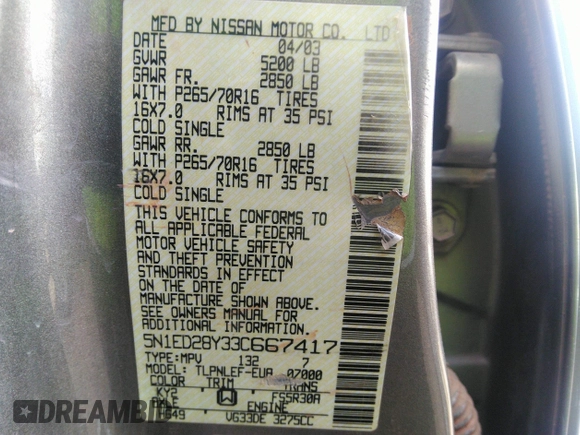 MFD BY NISSAN MOTOR CO. LTD
DATE 04/03
GVWR 5200 LB
GAWR FR. 2850 LB
WITH P265/70R16 TIRES
16X7.0 RIMS AT 35 PSI
COLD SINGLE
GAWR RR. 2850 LB
WITH P265/70R16 TIRES
16X7.0 RIMS AT 35 PSI
COLD SINGLE
THIS VEHICLE CONFORMS TO
ALL APPLICABLE FEDERAL
MOTOR VEHICLE SAFETY
AND THEFT PREVENTION
STANDARDS IN EFFECT
ON THE DATE OF
MANUFACTURE SHOWN ABOVE.
SEE OWNERS MANUAL FOR
ADDITIONAL INFORMATION
5N1ED28Y33C667417
TYPE:MPV 132 7
MODEL: TLPNLEF-EUA 07000
COLOR TRIM TRANS
KY2 W FS5R30A
AXLE ENGINE
VG33DE 3275CC
DREAMBI